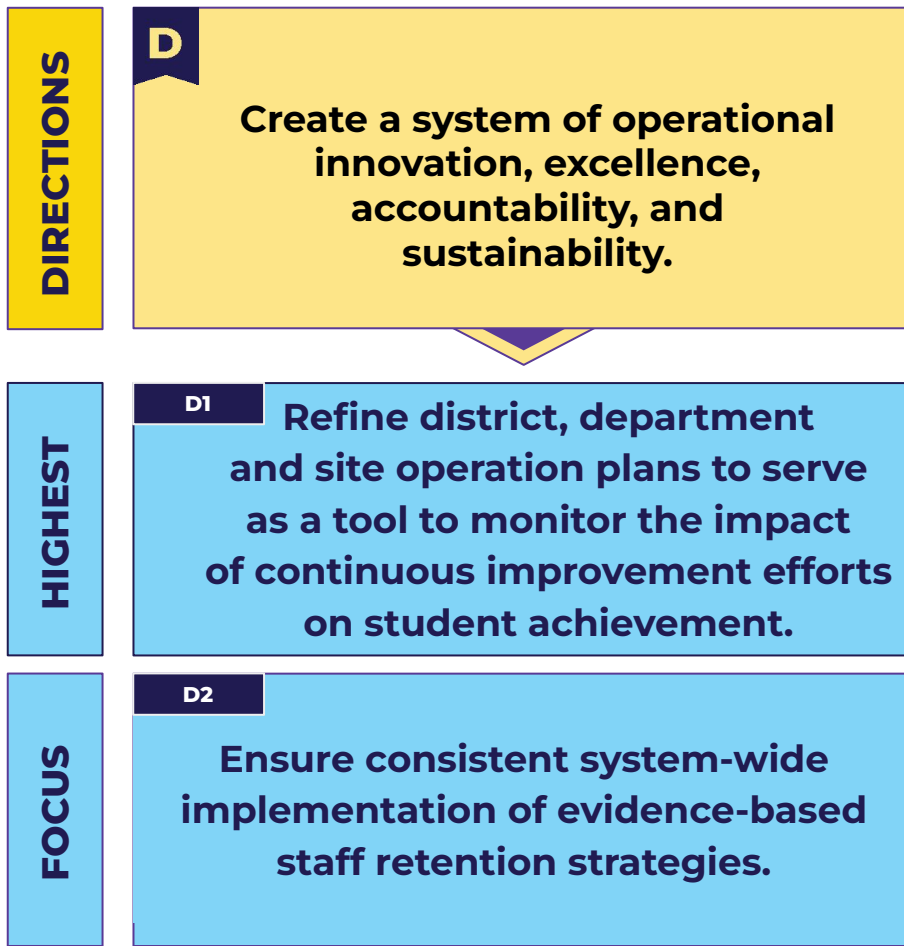 DIRECTIONS
D
Create a system of operational
innovation, excellence,
accountability, and
sustainability.
HIGHEST
D1
Refine district, department
and site operation plans to serve
as a tool to monitor the impact
of continuous improvement efforts
on student achievement.
FOCUS
D2
Ensure consistent system-wide
implementation of evidence-based
staff retention strategies.